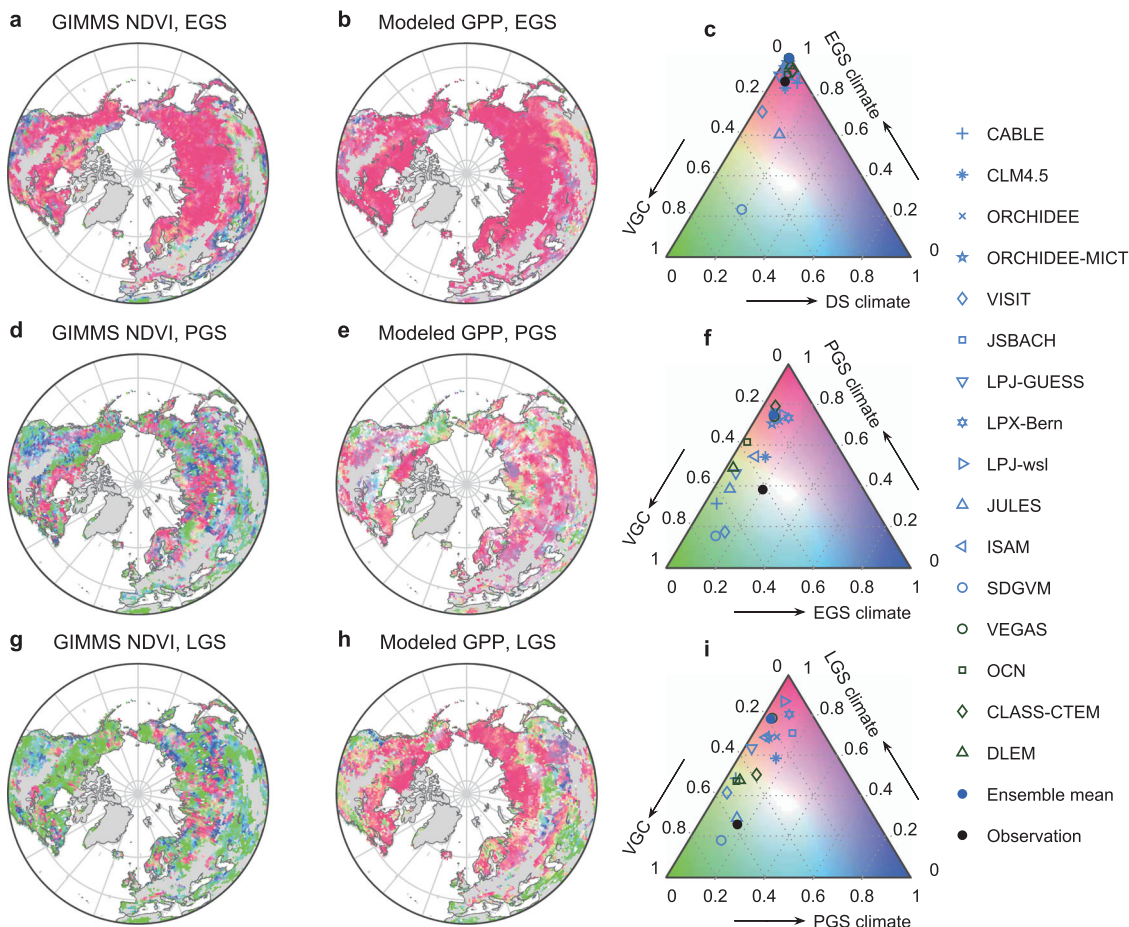 a GIMMS NDVI, EGS
b Modeled GPP, EGS
c
0 1
EGS climate
0.2 0.8
0.4 0.6
0.6 0.4
VGC
0.8 0.2
1 0
0 0.2 0.4 0.6 0.8 1
DS climate
d GIMMS NDVI, PGS
e Modeled GPP, PGS
f
0 1
PGS climate
0.2 0.8
0.4 0.6
0.6 0.4
VGC
0.8 0.2
1 0
0 0.2 0.4 0.6 0.8 1
EGS climate
g GIMMS NDVI, LGS
h Modeled GPP, LGS
i
0 1
LGS climate
0.2 0.8
0.4 0.6
0.6 0.4
VGC
0.8 0.2
1 0
0 0.2 0.4 0.6 0.8 1
PGS climate
CABLE
CLM4.5
ORCHIDEE
ORCHIDEE-MICT
VISIT
JSBACH
LPJ-GUESS
LPX-Bern
LPJ-wsl
JULES
ISAM
SDGVM
VEGAS
OCN
CLASS-CTEM
DLEM
Ensemble mean
Observation